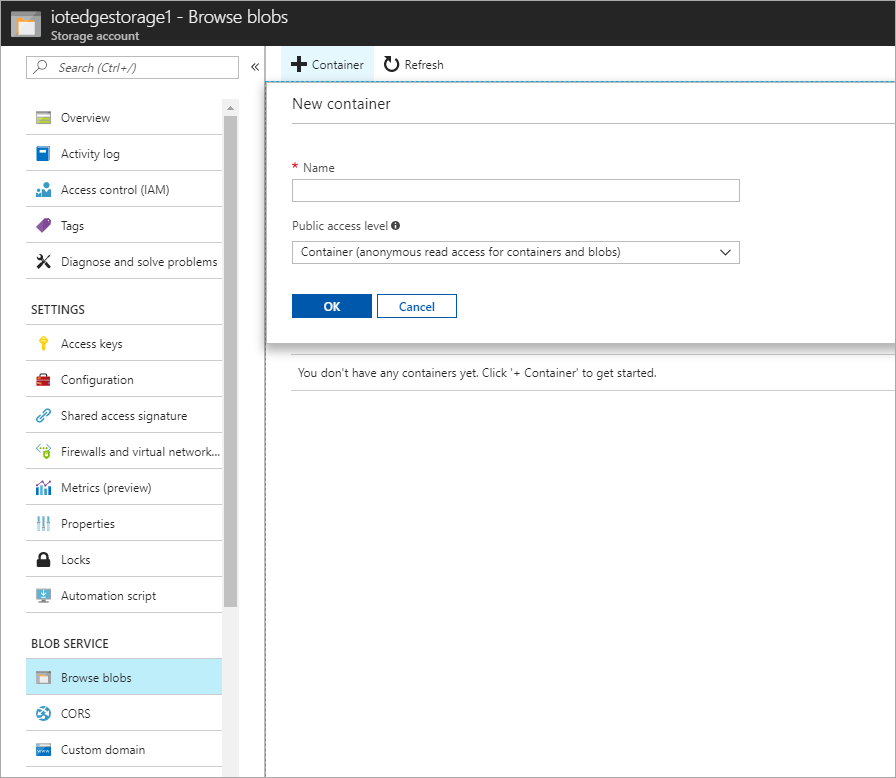 iotedgestorage1 - Browse blobs
Storage account
Search (Ctrl+/)
«
Overview
Activity log
Access control (IAM)
Tags
Diagnose and solve problems
SETTINGS
Access keys
Configuration
Shared access signature
Firewalls and virtual network...
Metrics (preview)
Properties
Locks
Automation script
BLOB SERVICE
Browse blobs
CORS
Custom domain
Container
Refresh
New container
* Name
Public access level
Container (anonymous read access for containers and blobs)
OK
Cancel
You don't have any containers yet. Click '+ Container' to get started.